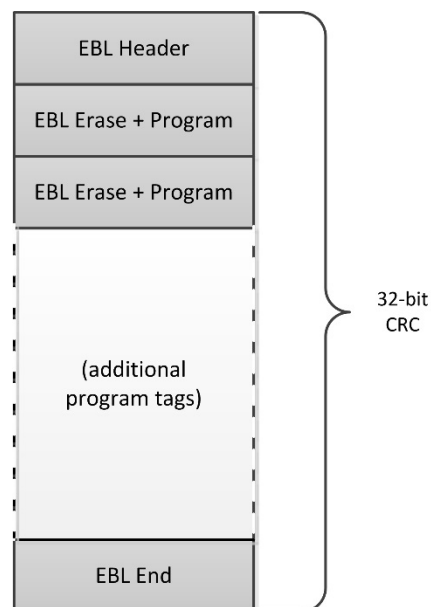 EBL Header
EBL Erase + Program
EBL Erase + Program
(additional
program tags)
EBL End
32-bit
CRC